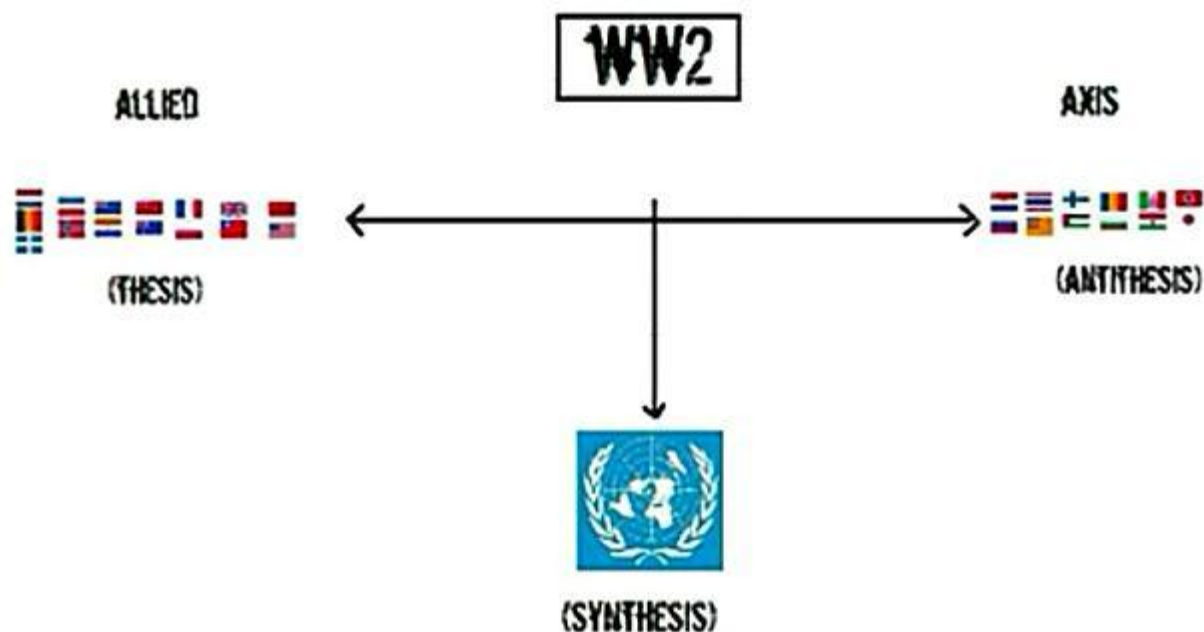 WW2
ALLIED
AXIS
(THESIS)
(ANTITHESIS)
(SYNTHESIS)